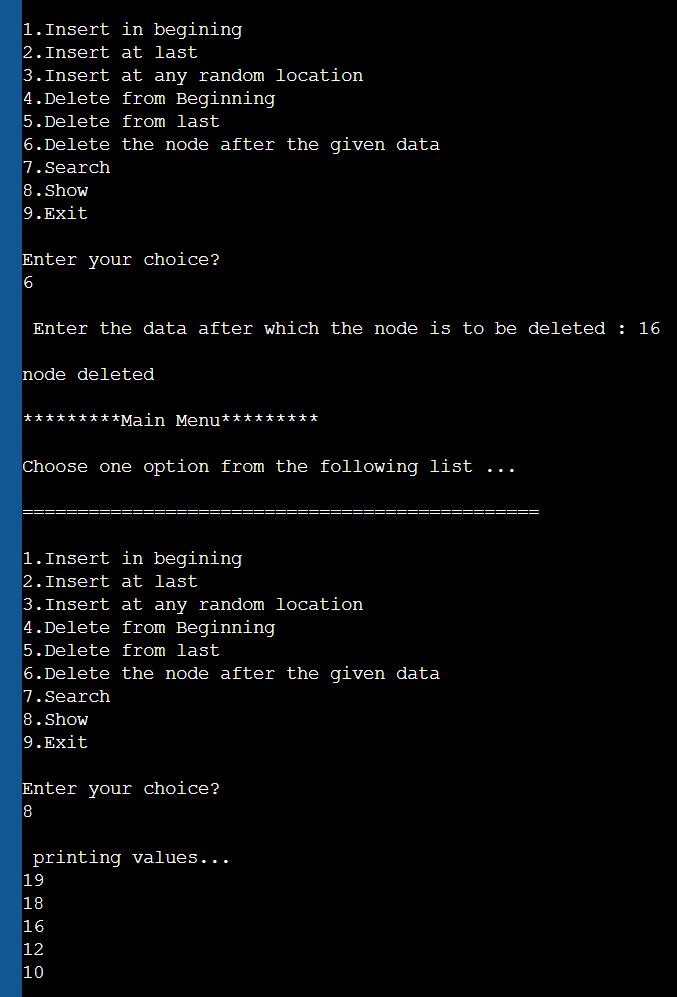 1.Insert in begining
2.Insert at last
3.Insert at any random location
4.Delete from Beginning
5.Delete from last
6.Delete the node after the given data
7.Search
8.Show
9.Exit
Enter your choice?
6
Enter the data after which the node is to be deleted : 16
node deleted
*********Main Menu*********
Choose one option from the following list ...
===============================================
1.Insert in begining
2.Insert at last
3.Insert at any random location
4.Delete from Beginning
5.Delete from last
6.Delete the node after the given data
7.Search
8.Show
9.Exit
Enter your choice?
8
printing values...
19
18
16
12
10